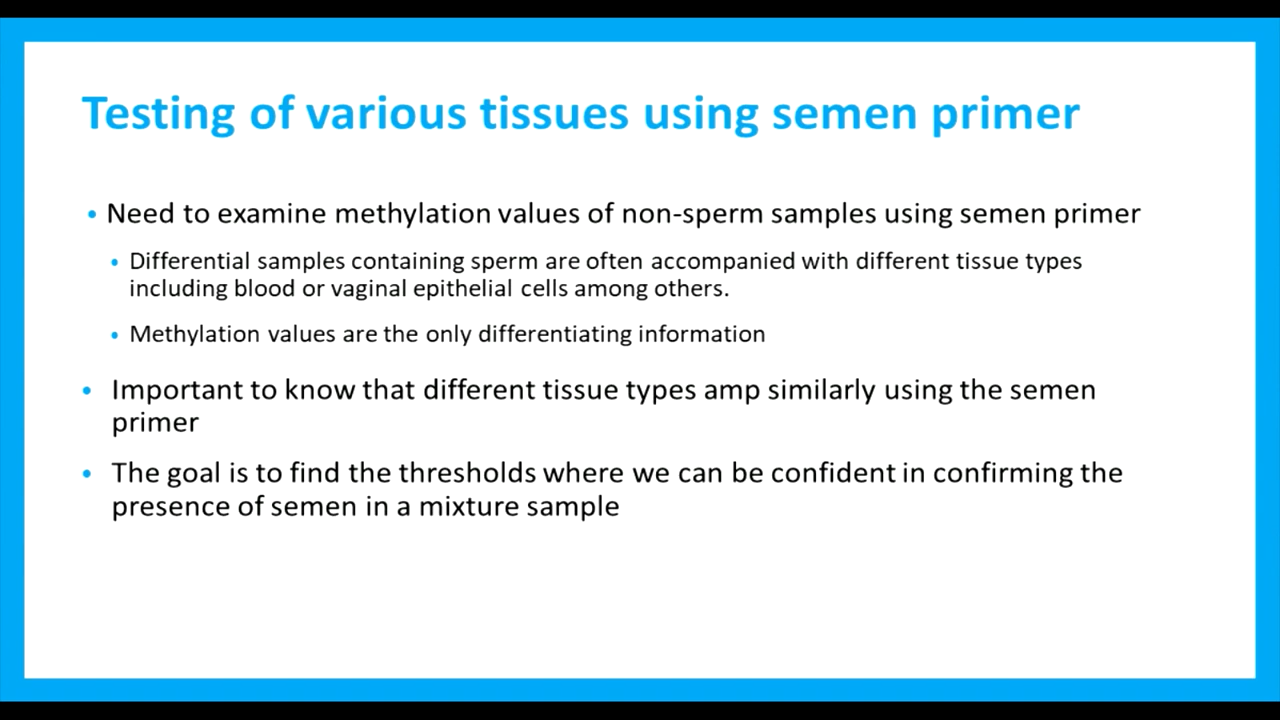 Testing of various tissues using semen primer
• Need to examine methylation values of non-sperm samples using semen primer
• Differential samples containing sperm are often accompanied with different tissue types
including blood or vaginal epithelial cells among others.
• Methylation values are the only differentiating information
• Important to know that different tissue types amp similarly using the semen
primer
• The goal is to find the thresholds where we can be confident in confirming the
presence of semen in a mixture sample